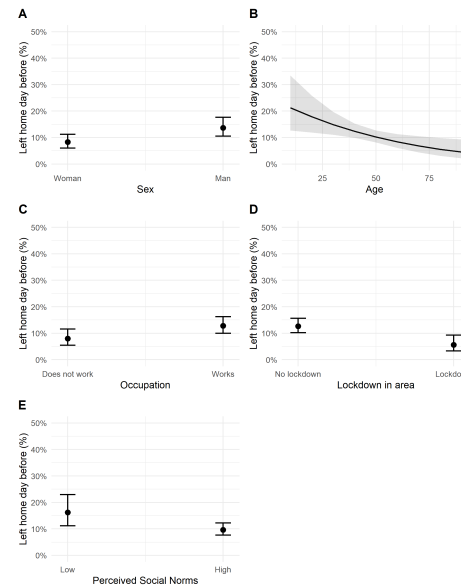 A
Left home day before (%)
50%
40%
30%
20%
10%
0%
Woman
Man
Sex
B
Left home day before (%)
50%
40%
30%
20%
10%
0%
25
50
75
Age
C
Left home day before (%)
50%
40%
30%
20%
10%
0%
Does not work
Works
Occupation
D
Left home day before (%)
50%
40%
30%
20%
10%
0%
No lockdown
Lockdo
Lockdown in area
E
Left home day before (%)
50%
40%
30%
20%
10%
0%
Low
High
Perceived Social Norms